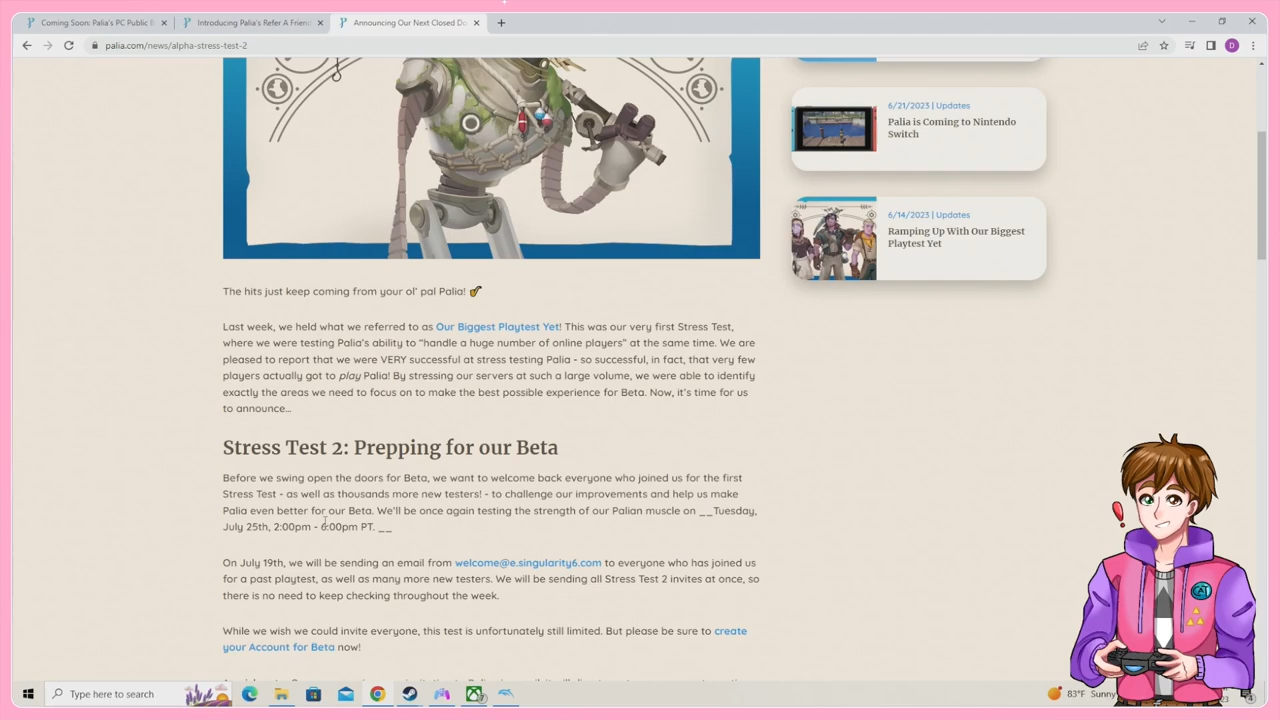 Coming Soon: Palia's PC Public B
Introducing Palia's Refer A Friend
Announcing Our Next Closed Do
palia.com/news/alpha-stress-test-2
D
6/21/2023 | Updates
Palia is Coming to Nintendo
Switch
6/14/2023 | Updates
Ramping Up With Our Biggest
Playtest Yet
The hits just keep coming from your ol' pal Palia!
Last week, we held what we referred to as Our Biggest Playtest Yet! This was our very first Stress Test,
where we were testing Palia's ability to “handle a huge number of online players” at the same time. We are
pleased to report that we were VERY successful at stress testing Palia - so successful, in fact, that very few
players actually got to play Palia! By stressing our servers at such a large volume, we were able to identify
exactly the areas we need to focus on to make the best possible experience for Beta. Now, it's time for us
to announce…
Stress Test 2: Prepping for our Beta
Before we swing open the doors for Beta, we want to welcome back everyone who joined us for the first
Stress Test - as well as thousands more new testers! - to challenge our improvements and help us make
Palia even better for our Beta. We'll be once again testing the strength of our Palian muscle on __Tuesday,
July 25th, 2:00pm - 6:00pm PT. __
On July 19th, we will be sending an email from welcome@e.singularity6.com to everyone who has joined us
for a past playtest, as well as many more new testers. We will be sending all Stress Test 2 invites at once, so
there is no need to keep checking throughout the week.
While we wish we could invite everyone, this test is unfortunately still limited. But please be sure to create
your Account for Beta now!
Type here to search
83°F Sunny